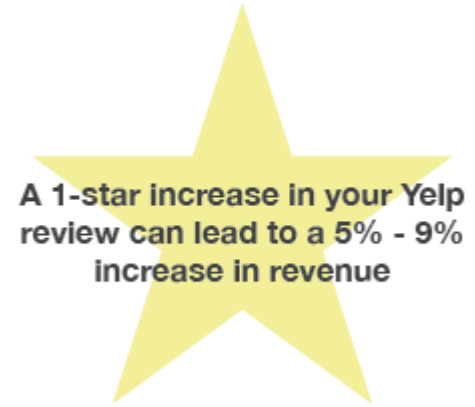 A 1-star increase in your Yelp
review can lead to a 5% - 9%
increase in revenue